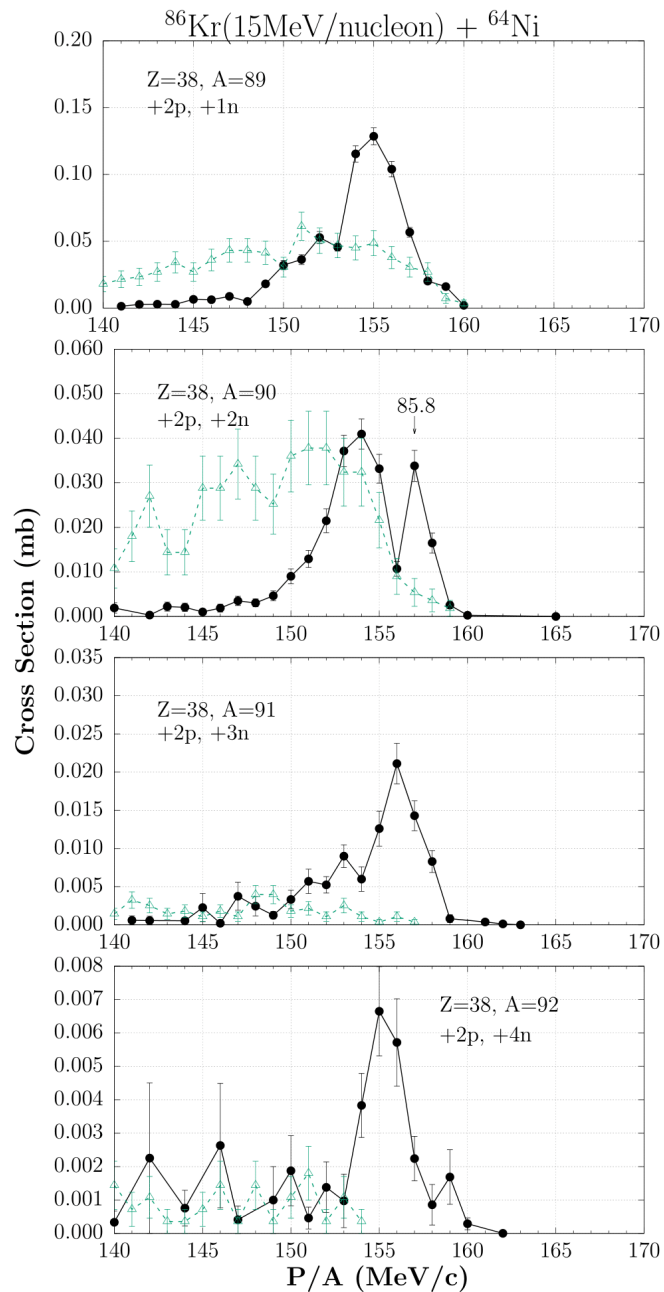 ⁸⁶Kr(15MeV/nucleon) + ⁶⁴Ni
0.20
0.15
0.10
0.05
0.00
Z=38, A=89
+2p, +1n
140 145 150 155 160 165 170
0.060
0.050
0.040
0.030
0.020
0.010
0.000
Z=38, A=90
+2p, +2n
85.8
140 145 150 155 160 165 170
Cross Section (mb)
0.035
0.030
0.025
0.020
0.015
0.010
0.005
0.000
Z=38, A=91
+2p, +3n
140 145 150 155 160 165 170
0.008
0.007
0.006
0.005
0.004
0.003
0.002
0.001
0.000
Z=38, A=92
+2p, +4n
140 145 150 155 160 165 170
P/A (MeV/c)